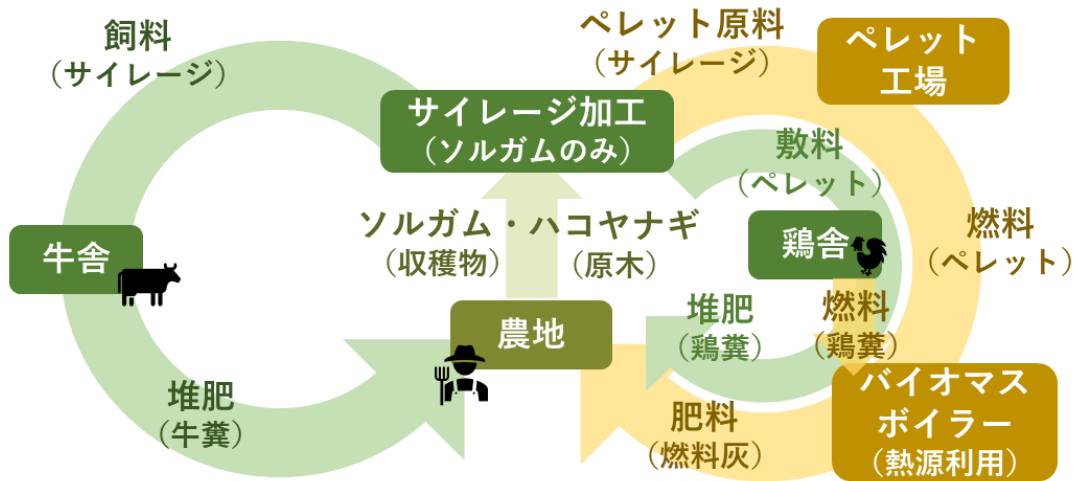 飼料
（サイレージ）
ペレット原料
（サイレージ）
ペレット
工場
サイレージ加工
（ソルガムのみ）
敷料
（ペレット）
ソルガム・ハコヤナギ
（収穫物）
（原木）
牛舎
鶏舎
燃料
（ペレット）
農地
堆肥
（鶏糞）
燃料
（鶏糞）
堆肥
（牛糞）
肥料
（燃料灰）
バイオマス
ボイラー
（熱源利用）